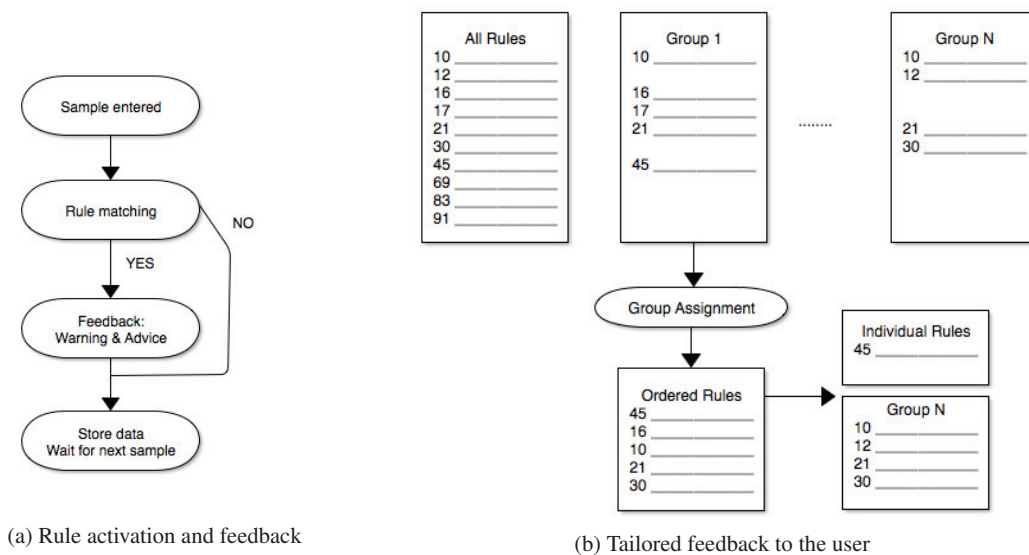 Sample entered
Rule matching
NO
YES
Feedback:
Warning & Advice
Store data
Wait for next sample
(a) Rule activation and feedback
All Rules
10
12
16
17
21
30
45
69
83
91
Group 1
10
16
17
21
45
........
Group N
10
12
21
30
Group Assignment
Ordered Rules
45
16
10
21
30
Individual Rules
45
Group N
10
12
21
30
(b) Tailored feedback to the user